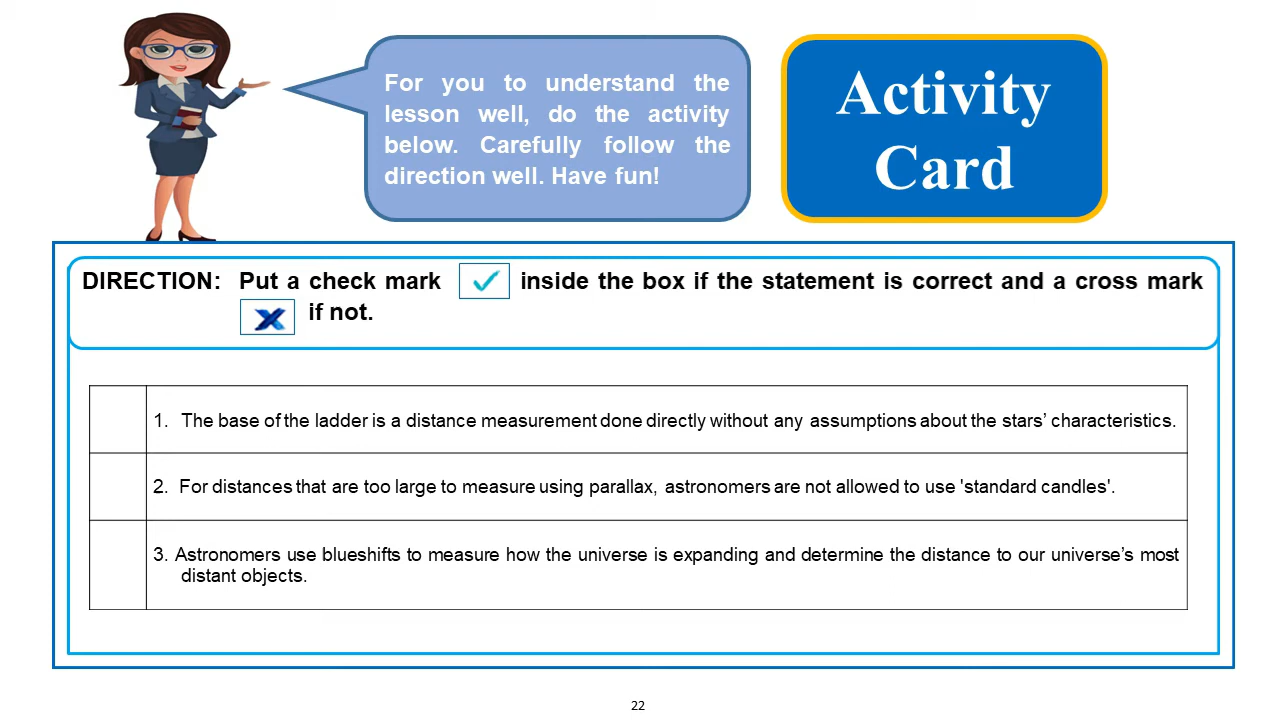 For you to understand the
lesson well, do the activity
below. Carefully follow the
direction well. Have fun!
Activity
Card
DIRECTION: Put a check mark inside the box if the statement is correct and a cross mark
if not.
1. The base of the ladder is a distance measurement done directly without any assumptions about the stars’ characteristics.
2. For distances that are too large to measure using parallax, astronomers are not allowed to use 'standard candles'.
3. Astronomers use blueshifts to measure how the universe is expanding and determine the distance to our universe’s most
distant objects.
22